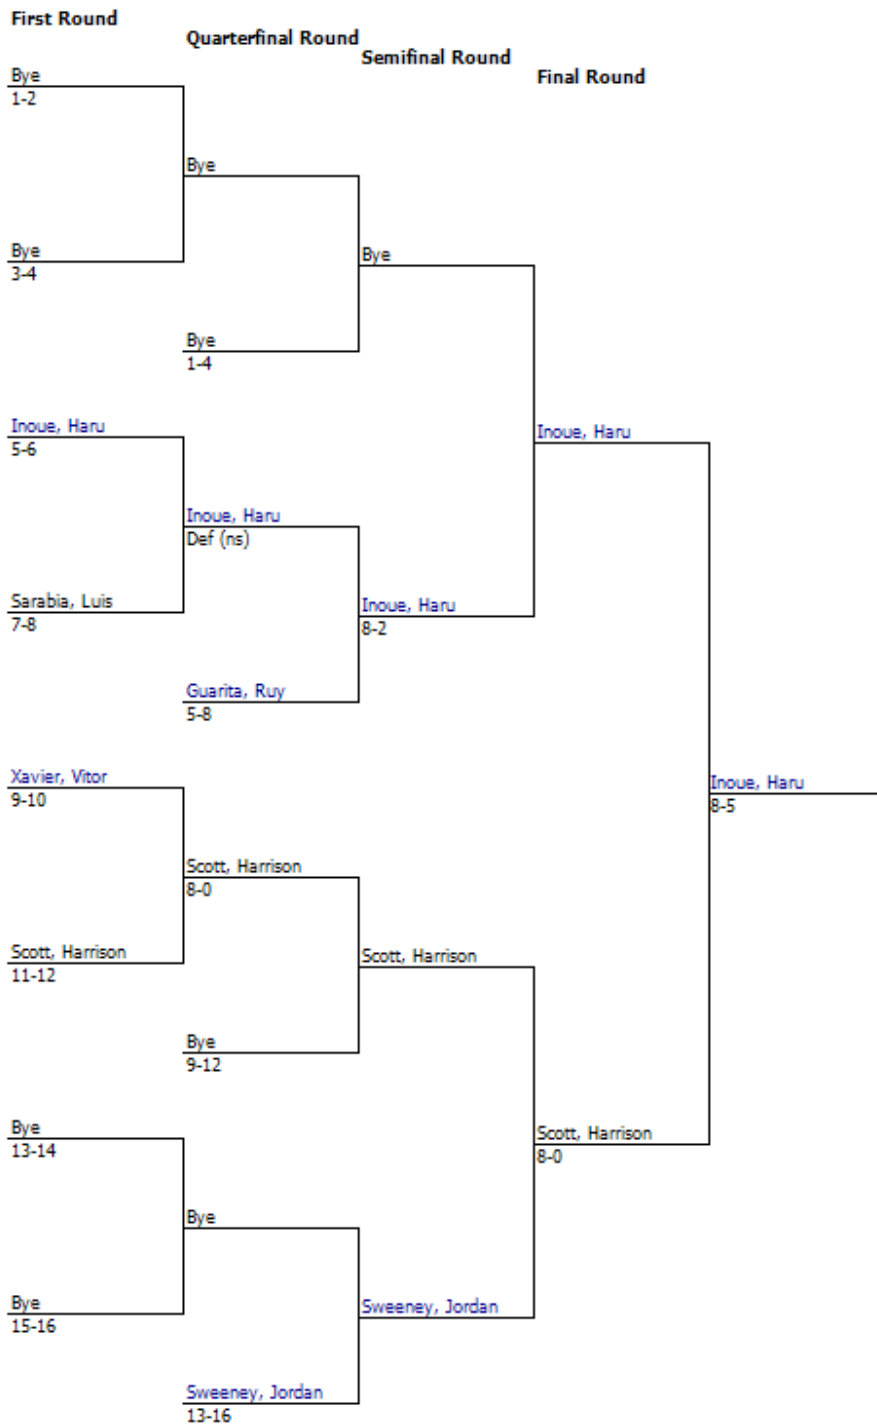 First Round
Quarterfinal Round
Semifinal Round
Final Round
Bye
1-2
Bye
Bye
3-4
Bye
Bye
1-4
Inoue, Haru
5-6
Inoue, Haru
Inoue, Haru
Def (ns)
Sarabia, Luis
7-8
Inoue, Haru
8-2
Guarita, Ruy
5-8
Xavier, Vitor
9-10
Inoue, Haru
8-5
Scott, Harrison
8-0
Scott, Harrison
11-12
Scott, Harrison
Bye
9-12
Bye
13-14
Scott, Harrison
8-0
Bye
Bye
15-16
Sweeney, Jordan
Sweeney, Jordan
13-16